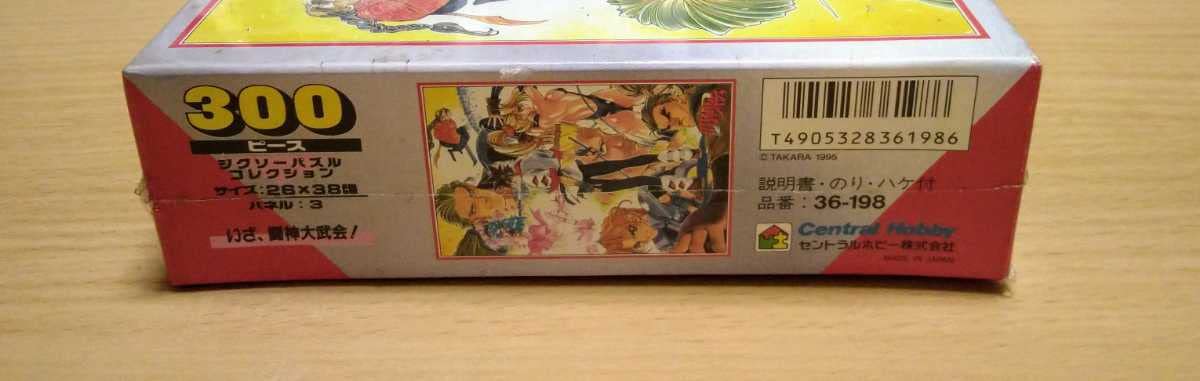 300
ピース
ジグソーパズル
コレクション
サイズ:26×38cm
パネル:3
いざ、闘神大武会!
T4905328361986
© TAKARA 1995
説明書・のり・ハケ付
品番:36-198
Central Hobby
セントラルホビー株式会社
MADE IN JAPAN